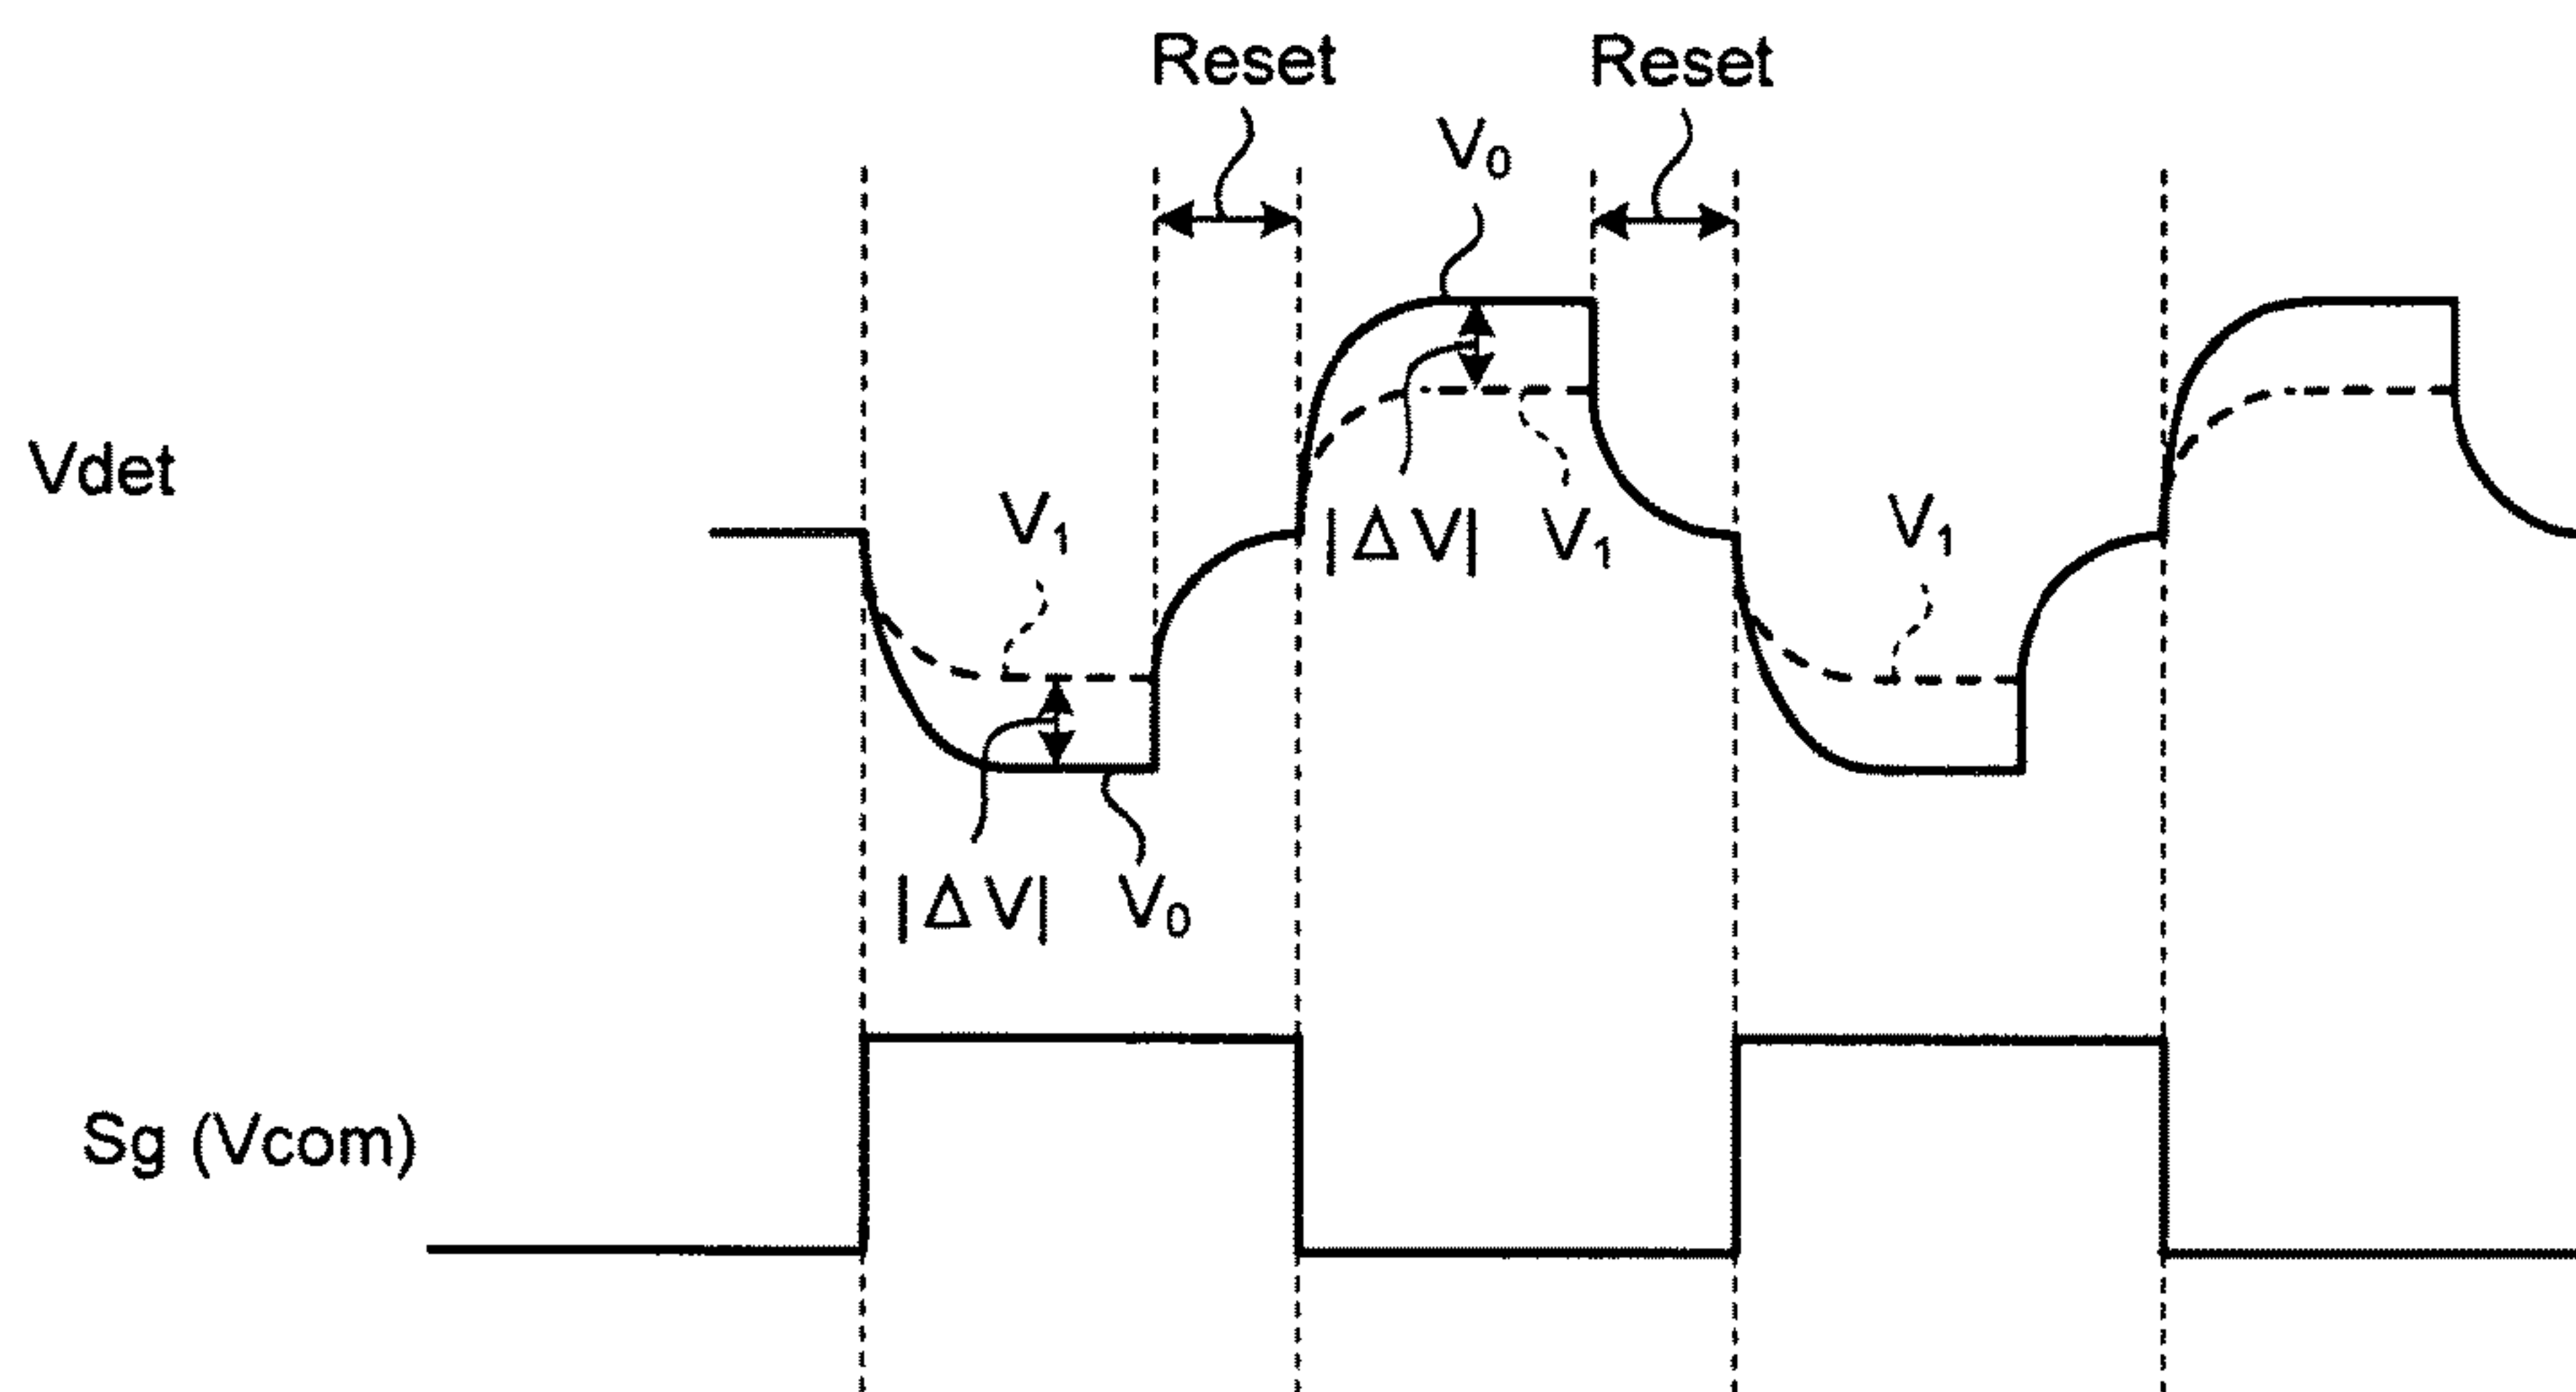 Reset Reset
V₀
Vdet
V₁ |ΔV| V₁ V₁
|ΔV| V₀
Sg (Vcom)